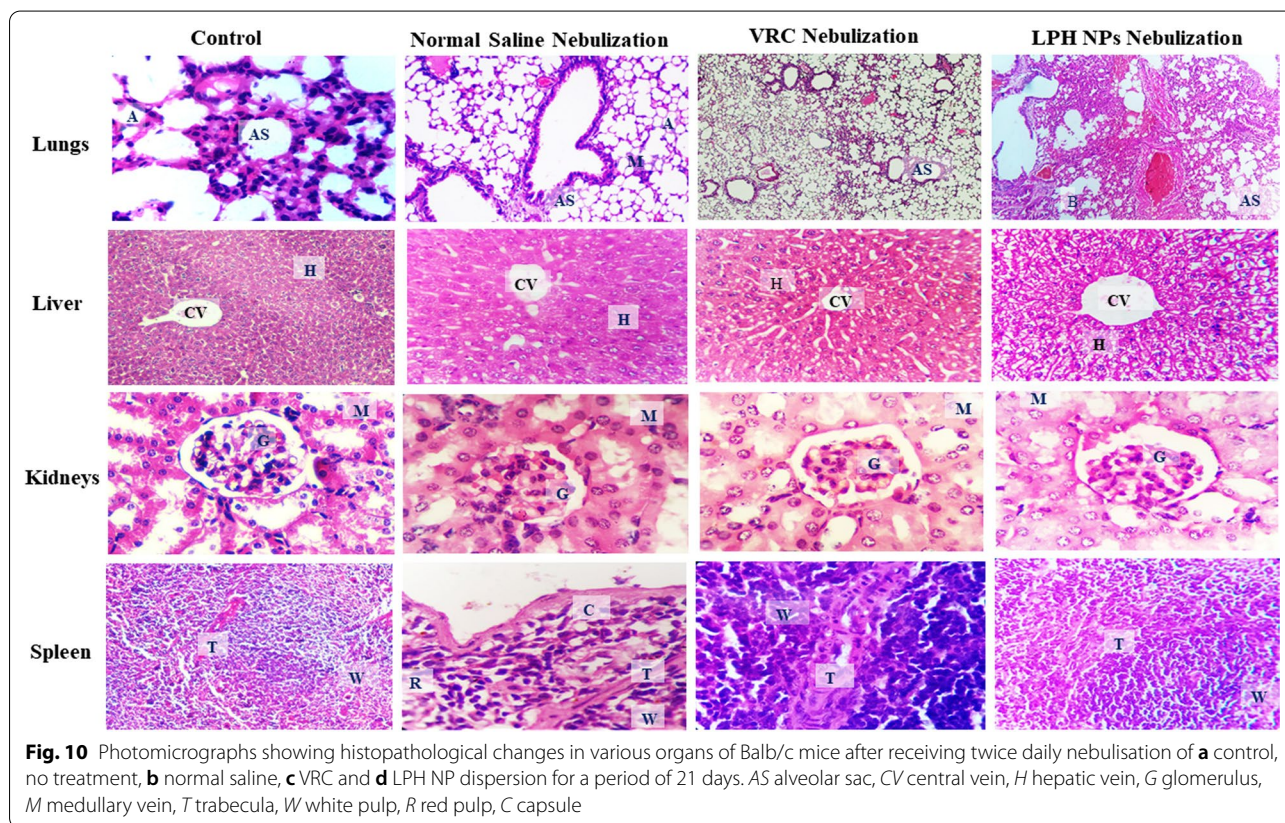 Control
Normal Saline Nebulization
VRC Nebulization
LPH NPs Nebulization
Lungs
A
AS
A
M
AS
AS
B
AS
Liver
H
CV
CV
H
H
CV
CV
H
Kidneys
M
G
M
G
M
G
M
G
Spleen
T
W
C
R
T
W
W
T
T
W
Fig. 10 Photomicrographs showing histopathological changes in various organs of Balb/c mice after receiving twice daily nebulisation of a control,
no treatment, b normal saline, c VRC and d LPH NP dispersion for a period of 21 days. AS alveolar sac, CV central vein, H hepatic vein, G glomerulus,
M medullary vein, T trabecula, W white pulp, R red pulp, C capsule